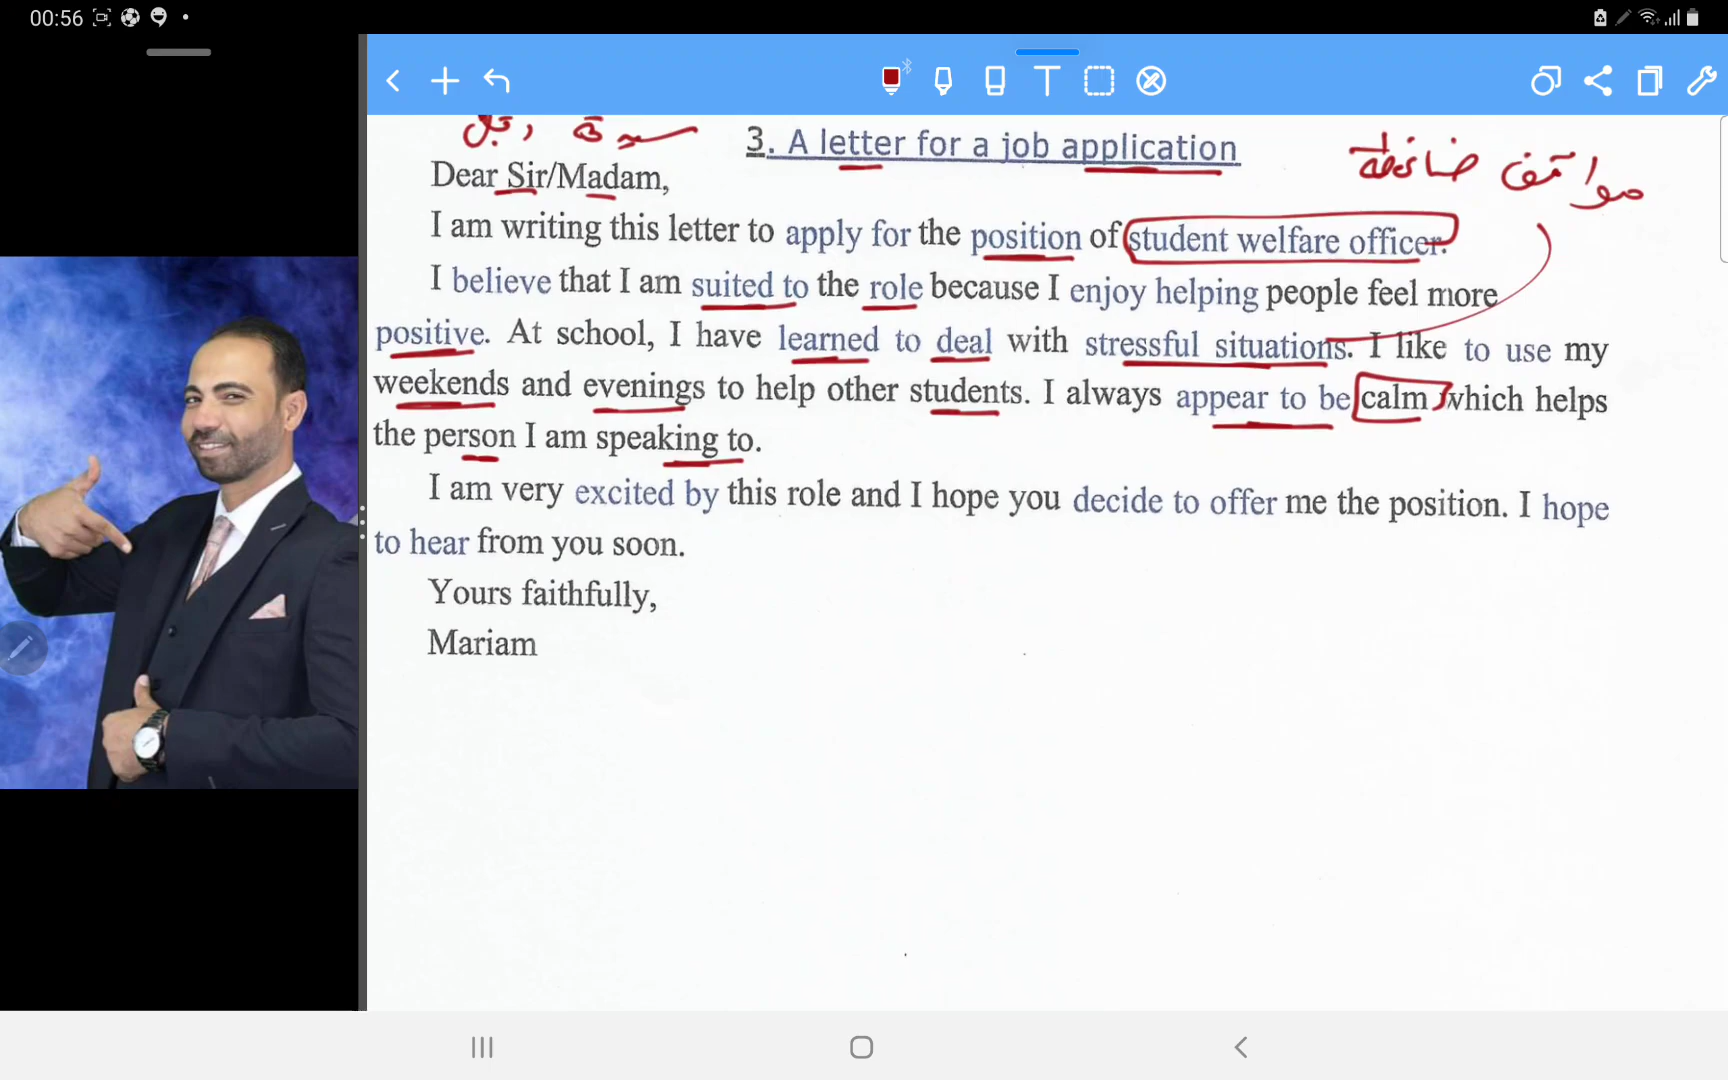 00:56
3. A letter for a job application
مواقف ضاغطة
Dear Sir/Madam,
I am writing this letter to apply for the position of student welfare officer.
I believe that I am suited to the role because I enjoy helping people feel more
positive. At school, I have learned to deal with stressful situations. I like to use my
weekends and evenings to help other students. I always appear to be calm which helps
the person I am speaking to.
I am very excited by this role and I hope you decide to offer me the position. I hope
to hear from you soon.
Yours faithfully,
Mariam